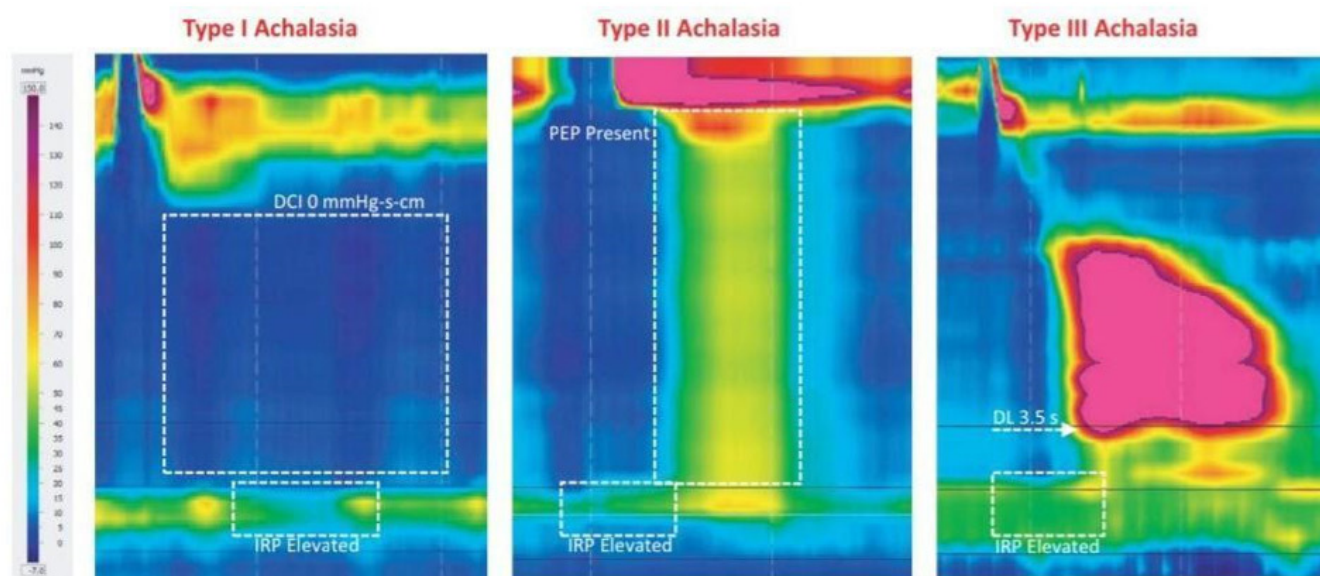 Type I Achalasia
Type II Achalasia
Type III Achalasia
mmHg
150.0
140
130
120
110
100
90
80
70
60
50
45
40
35
30
25
20
15
10
5
0
-7.0
DCI 0 mmHg-s-cm
IRP Elevated
PEP Present
IRP Elevated
DL 3.5 s
IRP Elevated